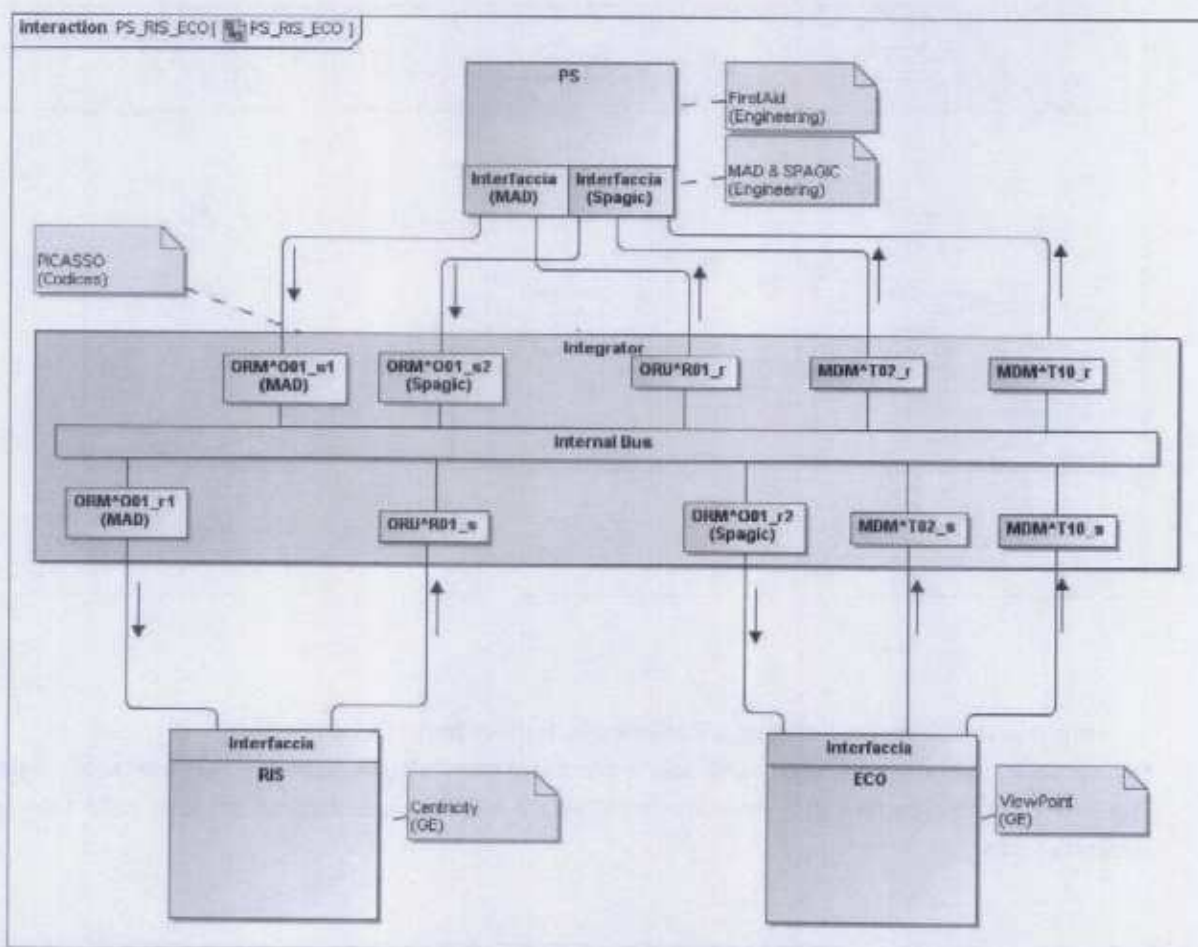 interaction PS_RIS_ECO [ PS_RIS_ECO ]
PS
FirstAid
(Engineering)
Interfaccia
(MAD)
Interfaccia
(Spagic)
MAD & SPAGIC
(Engineering)
PICASSO
(Codices)
Integrator
ORM^O01_s1
(MAD)
ORM^O01_s2
(Spagic)
ORU^R01_r
MDM^T02_r
MDM^T10_r
Internal Bus
ORM^O01_r1
(MAD)
ORU^R01_s
ORM^O01_r2
(Spagic)
MDM^T02_s
MDM^T10_s
Interfaccia
RIS
Centricity
(GE)
Interfaccia
ECO
ViewPoint
(GE)